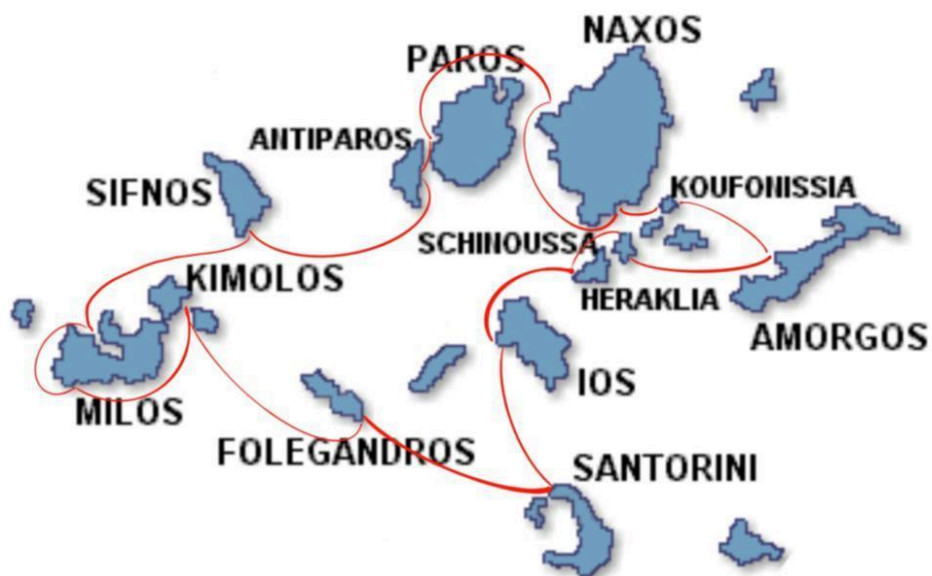 NAXOS
PAROS
ANTIPAROS
SIFNOS
KOUFONISSIA
SCHINOUSSA
KIMOLOS
HERAKLIA
AMORGOS
IOS
MILOS
FOLEGANDROS
SANTORINI